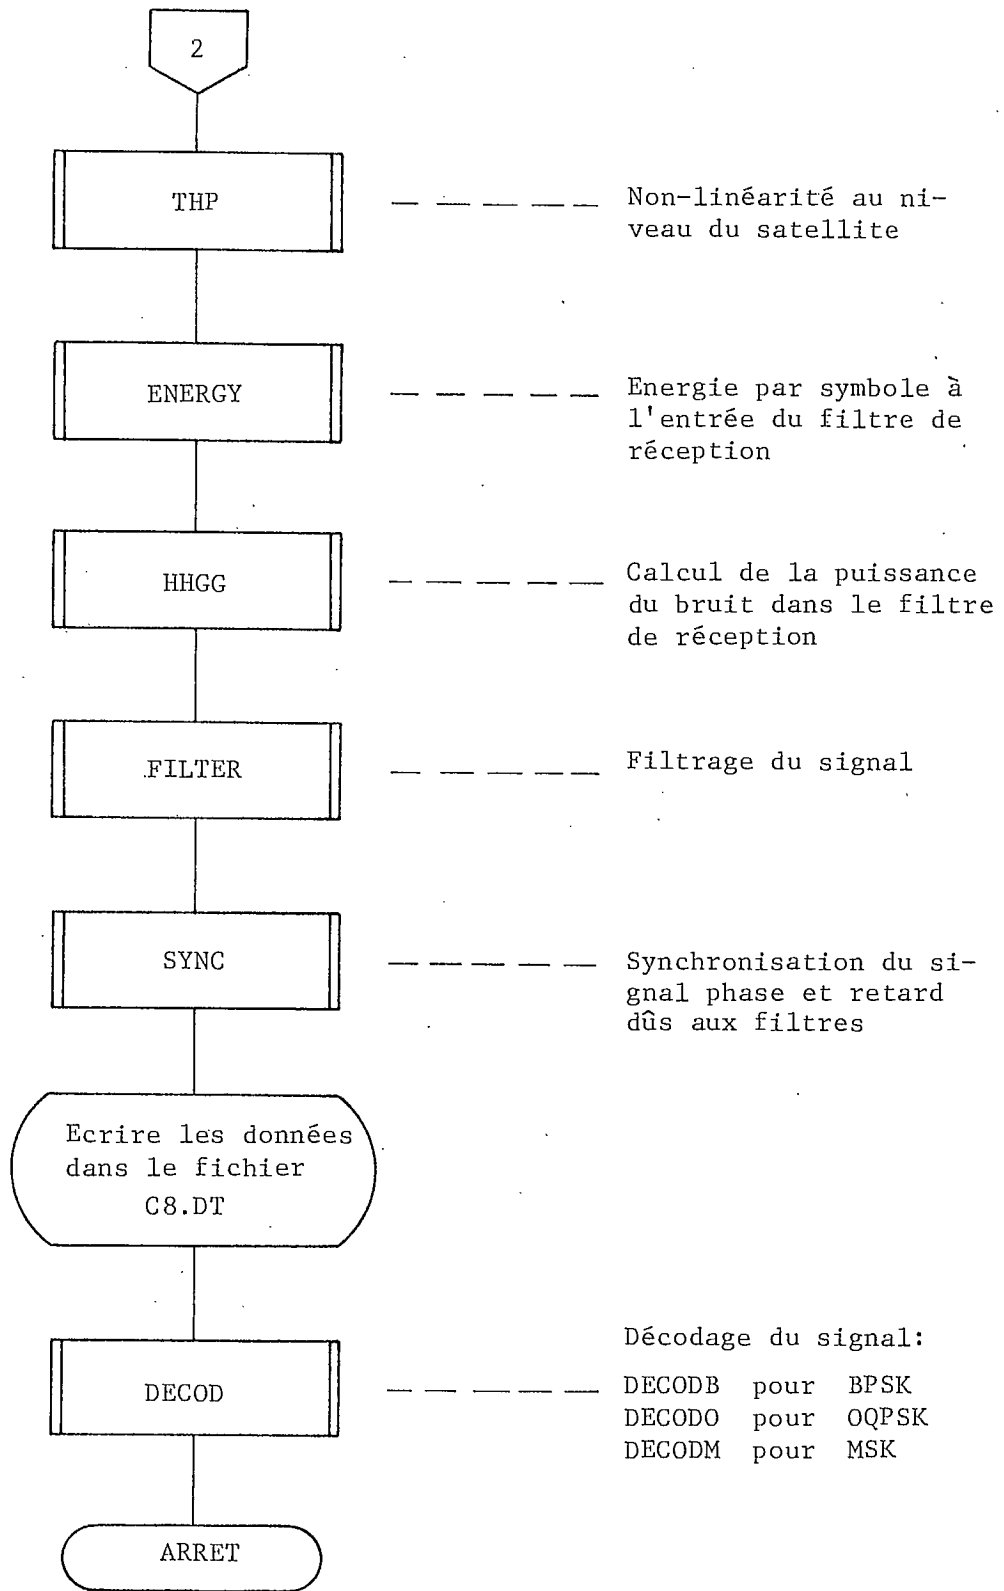 2
THP
Non-linéarité au ni-
veau du satellite
ENERGY
Energie par symbole à
l'entrée du filtre de
réception
HHGG
Calcul de la puissance
du bruit dans le filtre
de réception
FILTER
Filtrage du signal
SYNC
Synchronisation du si-
gnal phase et retard
dûs aux filtres
Ecrire les données
dans le fichier
C8.DT
DECOD
Décodage du signal:
DECODB pour BPSK
DECODO pour OQPSK
DECODM pour MSK
ARRET